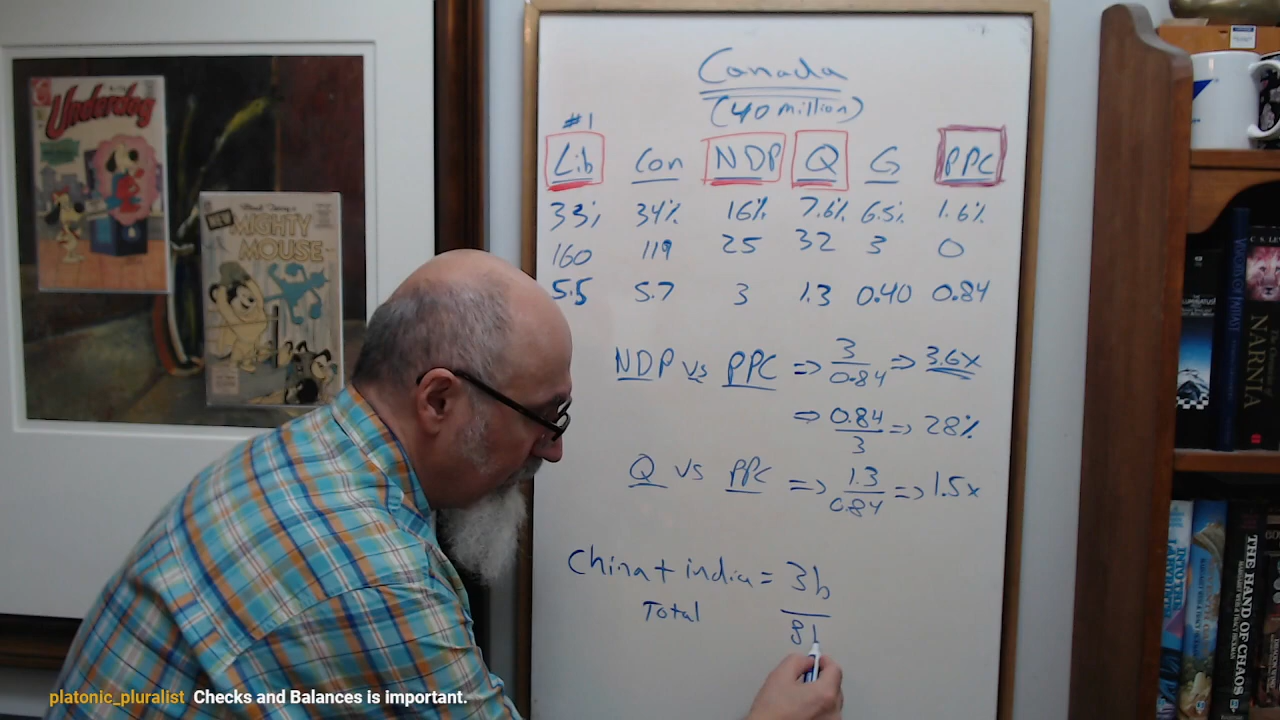 Canada
(40 million)
#1
Lib Con NDP Q G PPC
33% 34% 16% 7.6% 6.5% 1.6%
160 119 25 32 3 0
5.5 5.7 3 1.3 0.40 0.84
NDP vs PPC => 3/0.84 => 3.6x
=> 0.84/3 => 28%
Q vs PPC => 1.3/0.84 => 1.5x
China + india = 3b
Total 8b
Underdog
NEW
MIGHTY
MOUSE
NARNIA
THE HAND OF CHAOS
platonic_pluralist Checks and Balances is important.